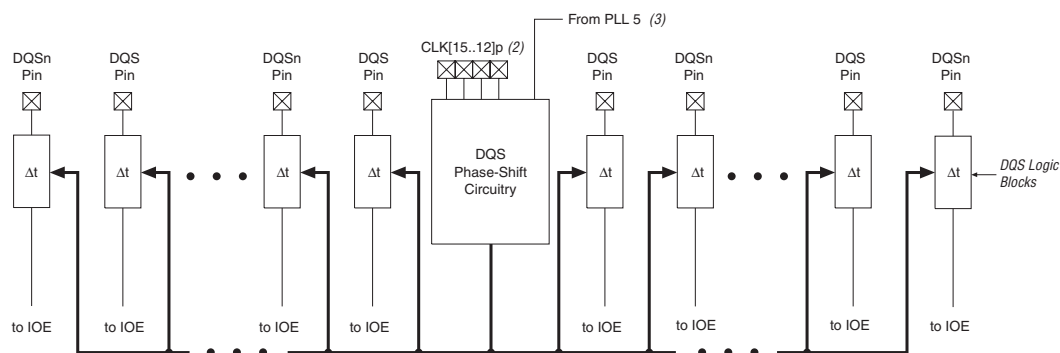 From PLL 5 (3)
CLK[15..12]p (2)
DQSn
Pin
DQS
Pin
DQSn
Pin
DQS
Pin
DQS
Pin
DQSn
Pin
DQS
Pin
DQSn
Pin
Δt
Δt
Δt
Δt
DQS
Phase-Shift
Circuitry
Δt
Δt
Δt
Δt
DQS Logic
Blocks
to IOE
to IOE
to IOE
to IOE
to IOE
to IOE
to IOE
to IOE